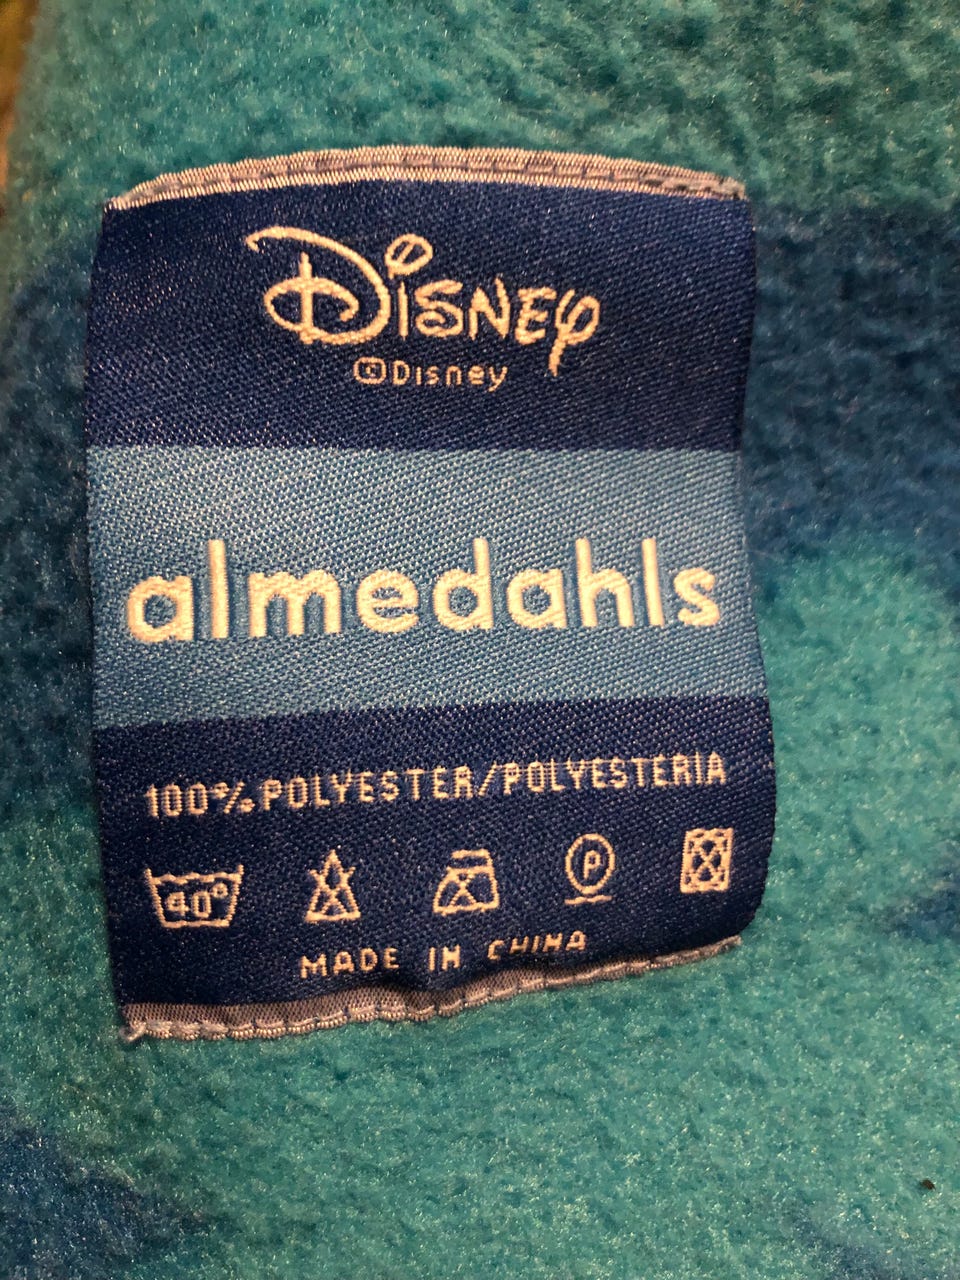 Disney
©Disney
almedahls
100% POLYESTER/POLYESTERIA
40° P
MADE IN CHINA